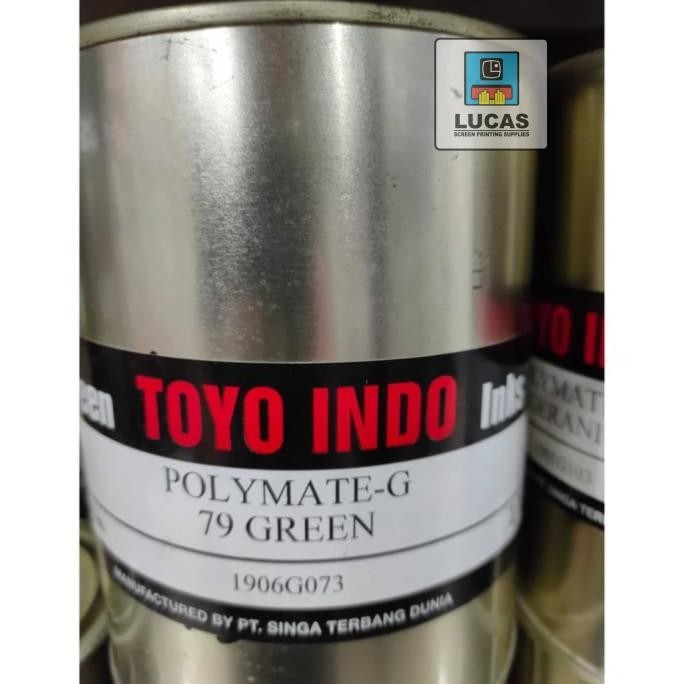 LUCAS
SCREEN PRINTING SUPPLIES
TOYO INDO Inks
POLYMATE-G
79 GREEN
1906G073
MANUFACTURED BY PT. SINGA TERBANG DUNIA